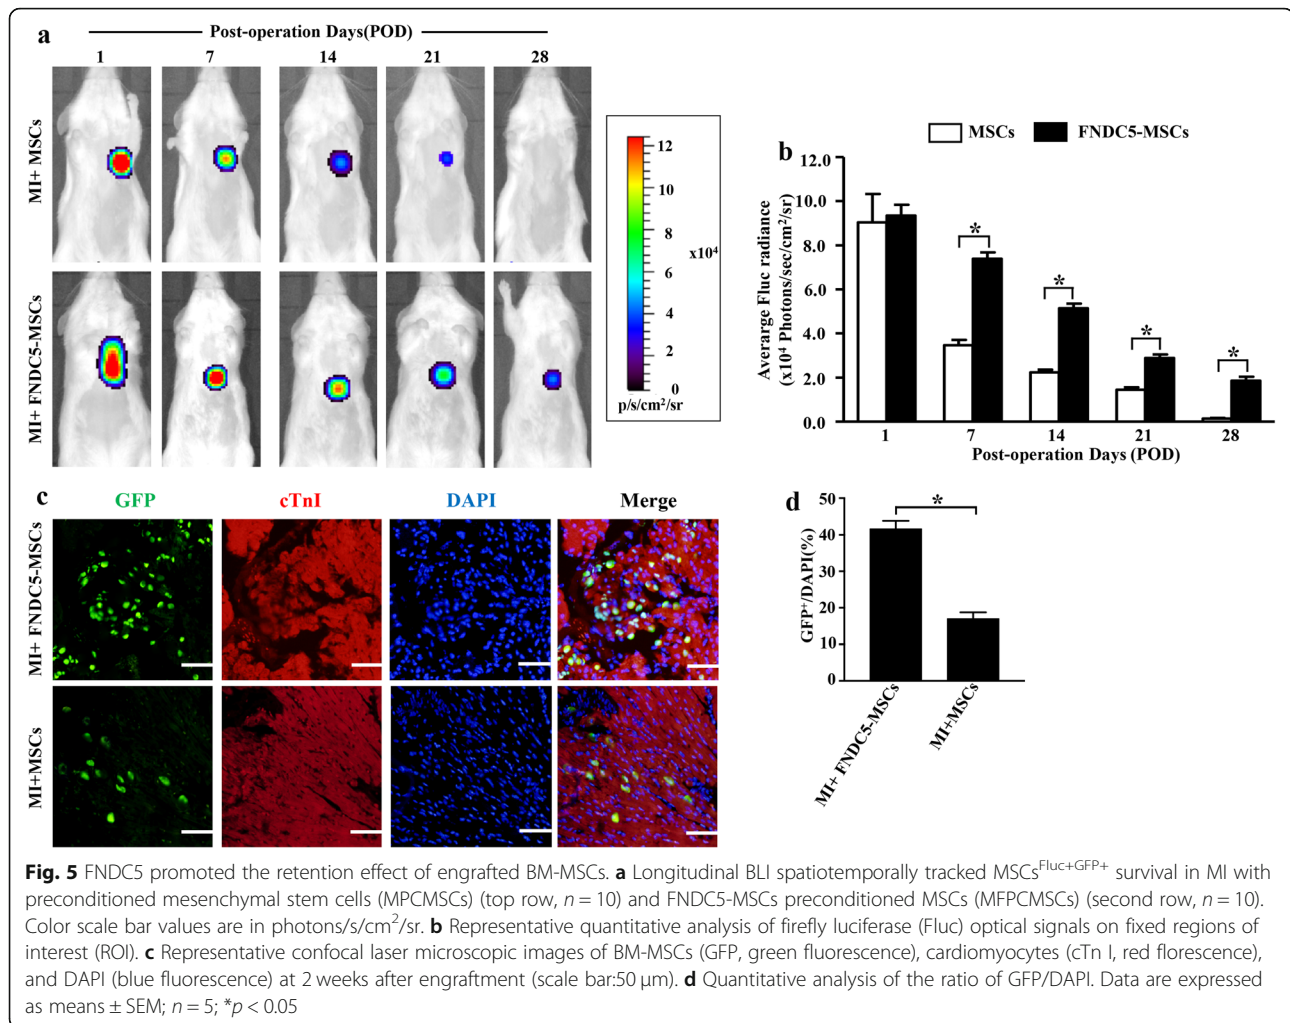 a
Post-operation Days(POD)
1 7 14 21 28
MI+ MSCs
MI+ FNDC5-MSCs
12
10
8
x10⁴
6
4
2
0
p/s/cm²/sr
MSCs FNDC5-MSCs
b
Averarge Fluc radiance
(x10⁴ Photons/sec/cm²/sr)
12.0
10.0
8.0
6.0
4.0
2.0
0.0
* * * *
1 7 14 21 28
Post-operation Days (POD)
c
GFP cTnI DAPI Merge
MI+ FNDC5-MSCs
MI+MSCs
d
GFP⁺/DAPI(%)
50
40
30
20
10
0
*
MI+ FNDC5-MSCs
MI+MSCs
Fig. 5 FNDC5 promoted the retention effect of engrafted BM-MSCs. a Longitudinal BLI spatiotemporally tracked MSCs^Fluc+GFP+ survival in MI with
preconditioned mesenchymal stem cells (MPCMSCs) (top row, n = 10) and FNDC5-MSCs preconditioned MSCs (MFPCMSCs) (second row, n = 10).
Color scale bar values are in photons/s/cm²/sr. b Representative quantitative analysis of firefly luciferase (Fluc) optical signals on fixed regions of
interest (ROI). c Representative confocal laser microscopic images of BM-MSCs (GFP, green fluorescence), cardiomyocytes (cTn I, red florescence),
and DAPI (blue fluorescence) at 2 weeks after engraftment (scale bar:50 μm). d Quantitative analysis of the ratio of GFP/DAPI. Data are expressed
as means ± SEM; n = 5; *p < 0.05